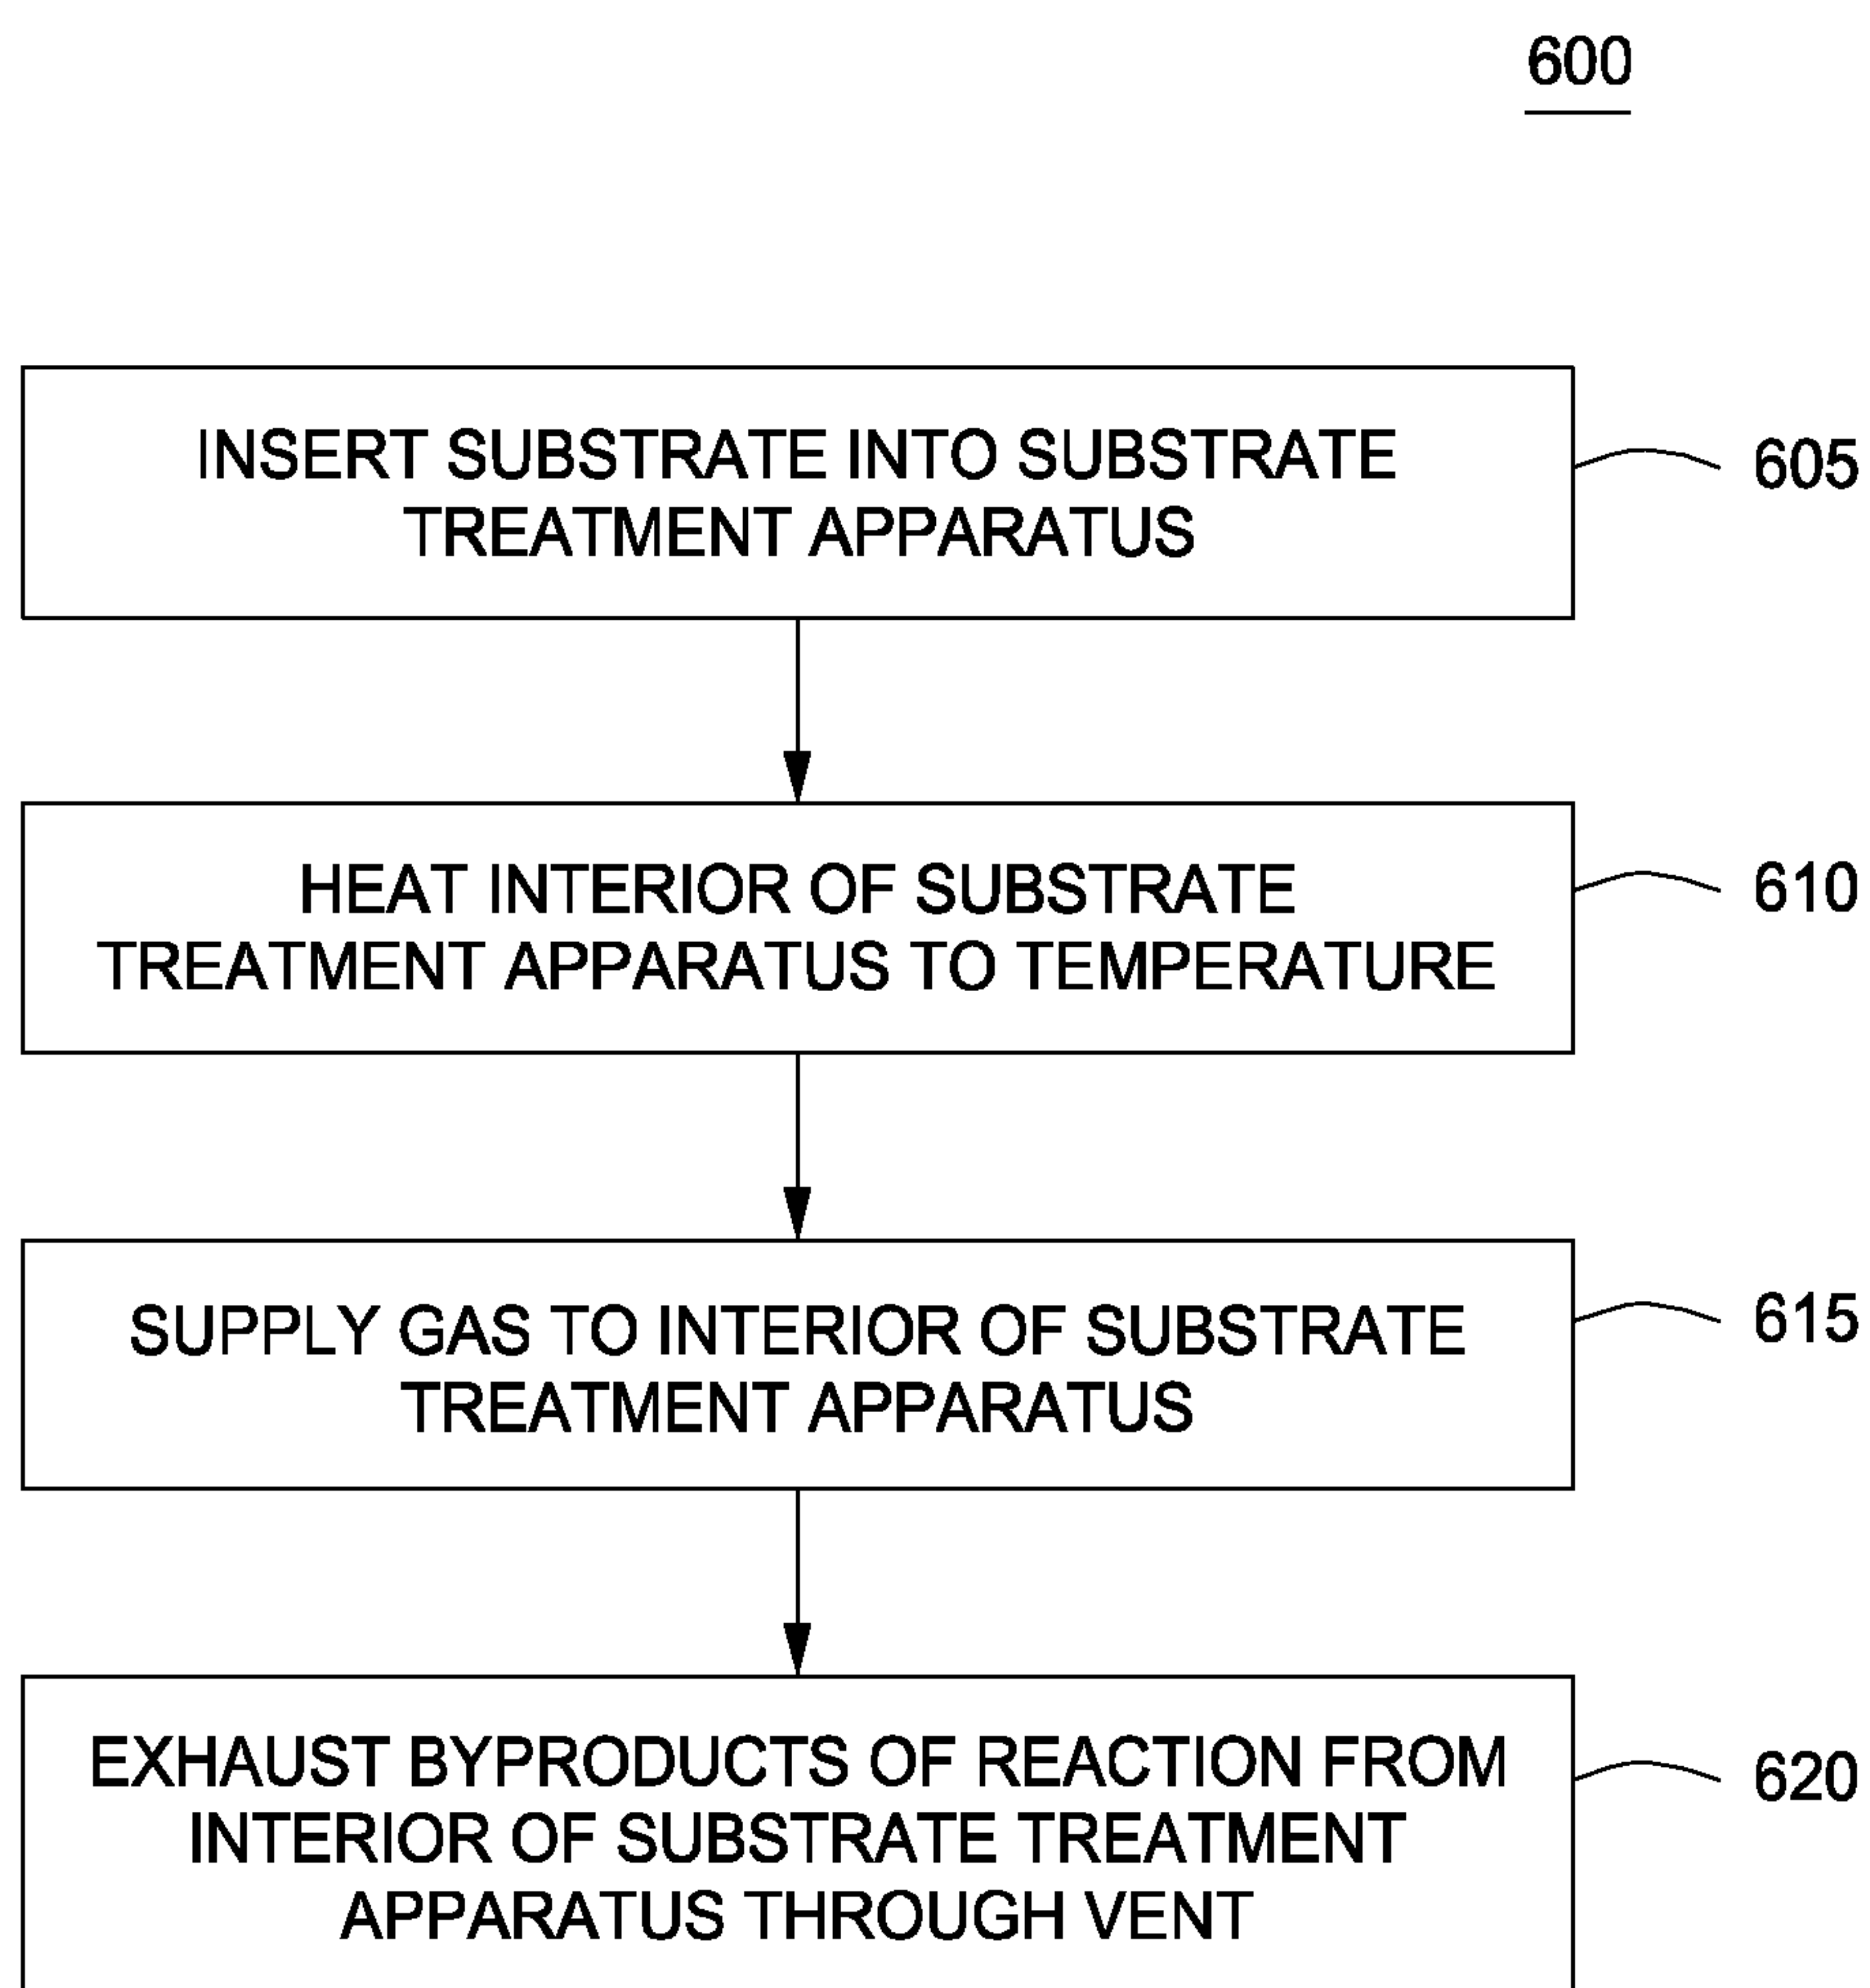 600
INSERT SUBSTRATE INTO SUBSTRATE
TREATMENT APPARATUS
605
HEAT INTERIOR OF SUBSTRATE
TREATMENT APPARATUS TO TEMPERATURE
610
SUPPLY GAS TO INTERIOR OF SUBSTRATE
TREATMENT APPARATUS
615
EXHAUST BYPRODUCTS OF REACTION FROM
INTERIOR OF SUBSTRATE TREATMENT
APPARATUS THROUGH VENT
620